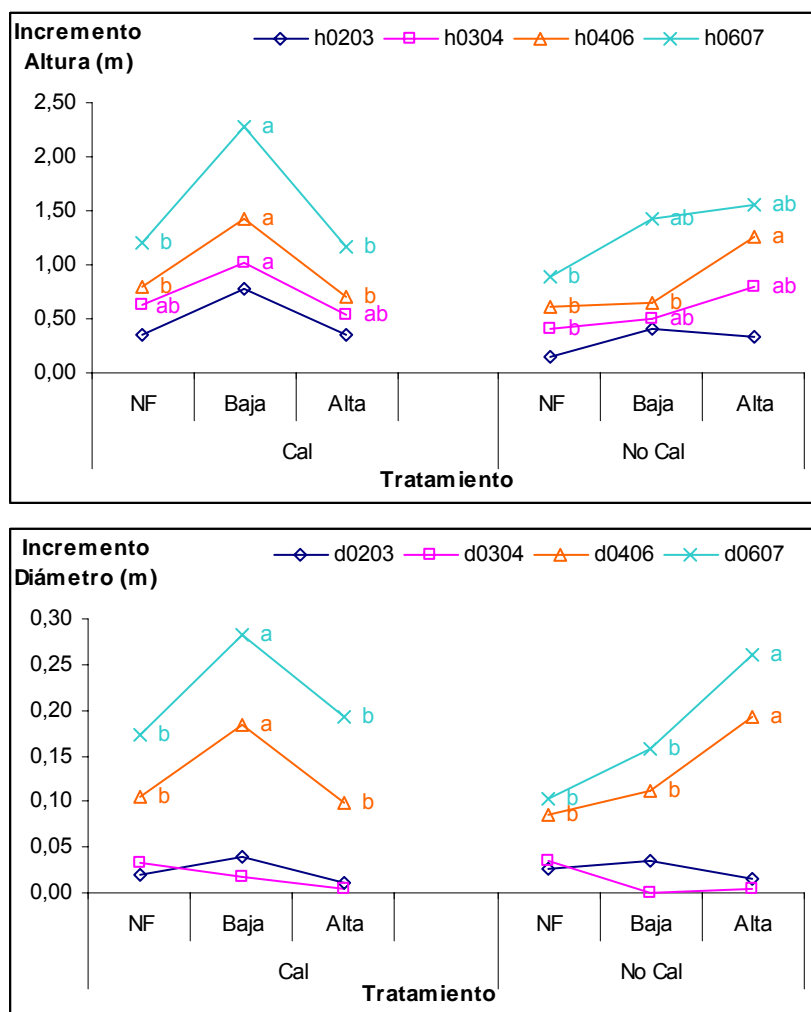 Incremento
Altura (m)
h0203 h0304 h0406 h0607
2,50
2,00
1,50
1,00
0,50
0,00
a
b b
a
b b
a
ab ab
ab ab
b
a
b b
ab
ab
b
NF Baja Alta NF Baja Alta
Cal No Cal
Tratamiento
Incremento
Diámetro (m)
d0203 d0304 d0406 d0607
0,30
0,25
0,20
0,15
0,10
0,05
0,00
a
b b
a
b b
a
b
b
a
b
b
NF Baja Alta NF Baja Alta
Cal No Cal
Tratamiento